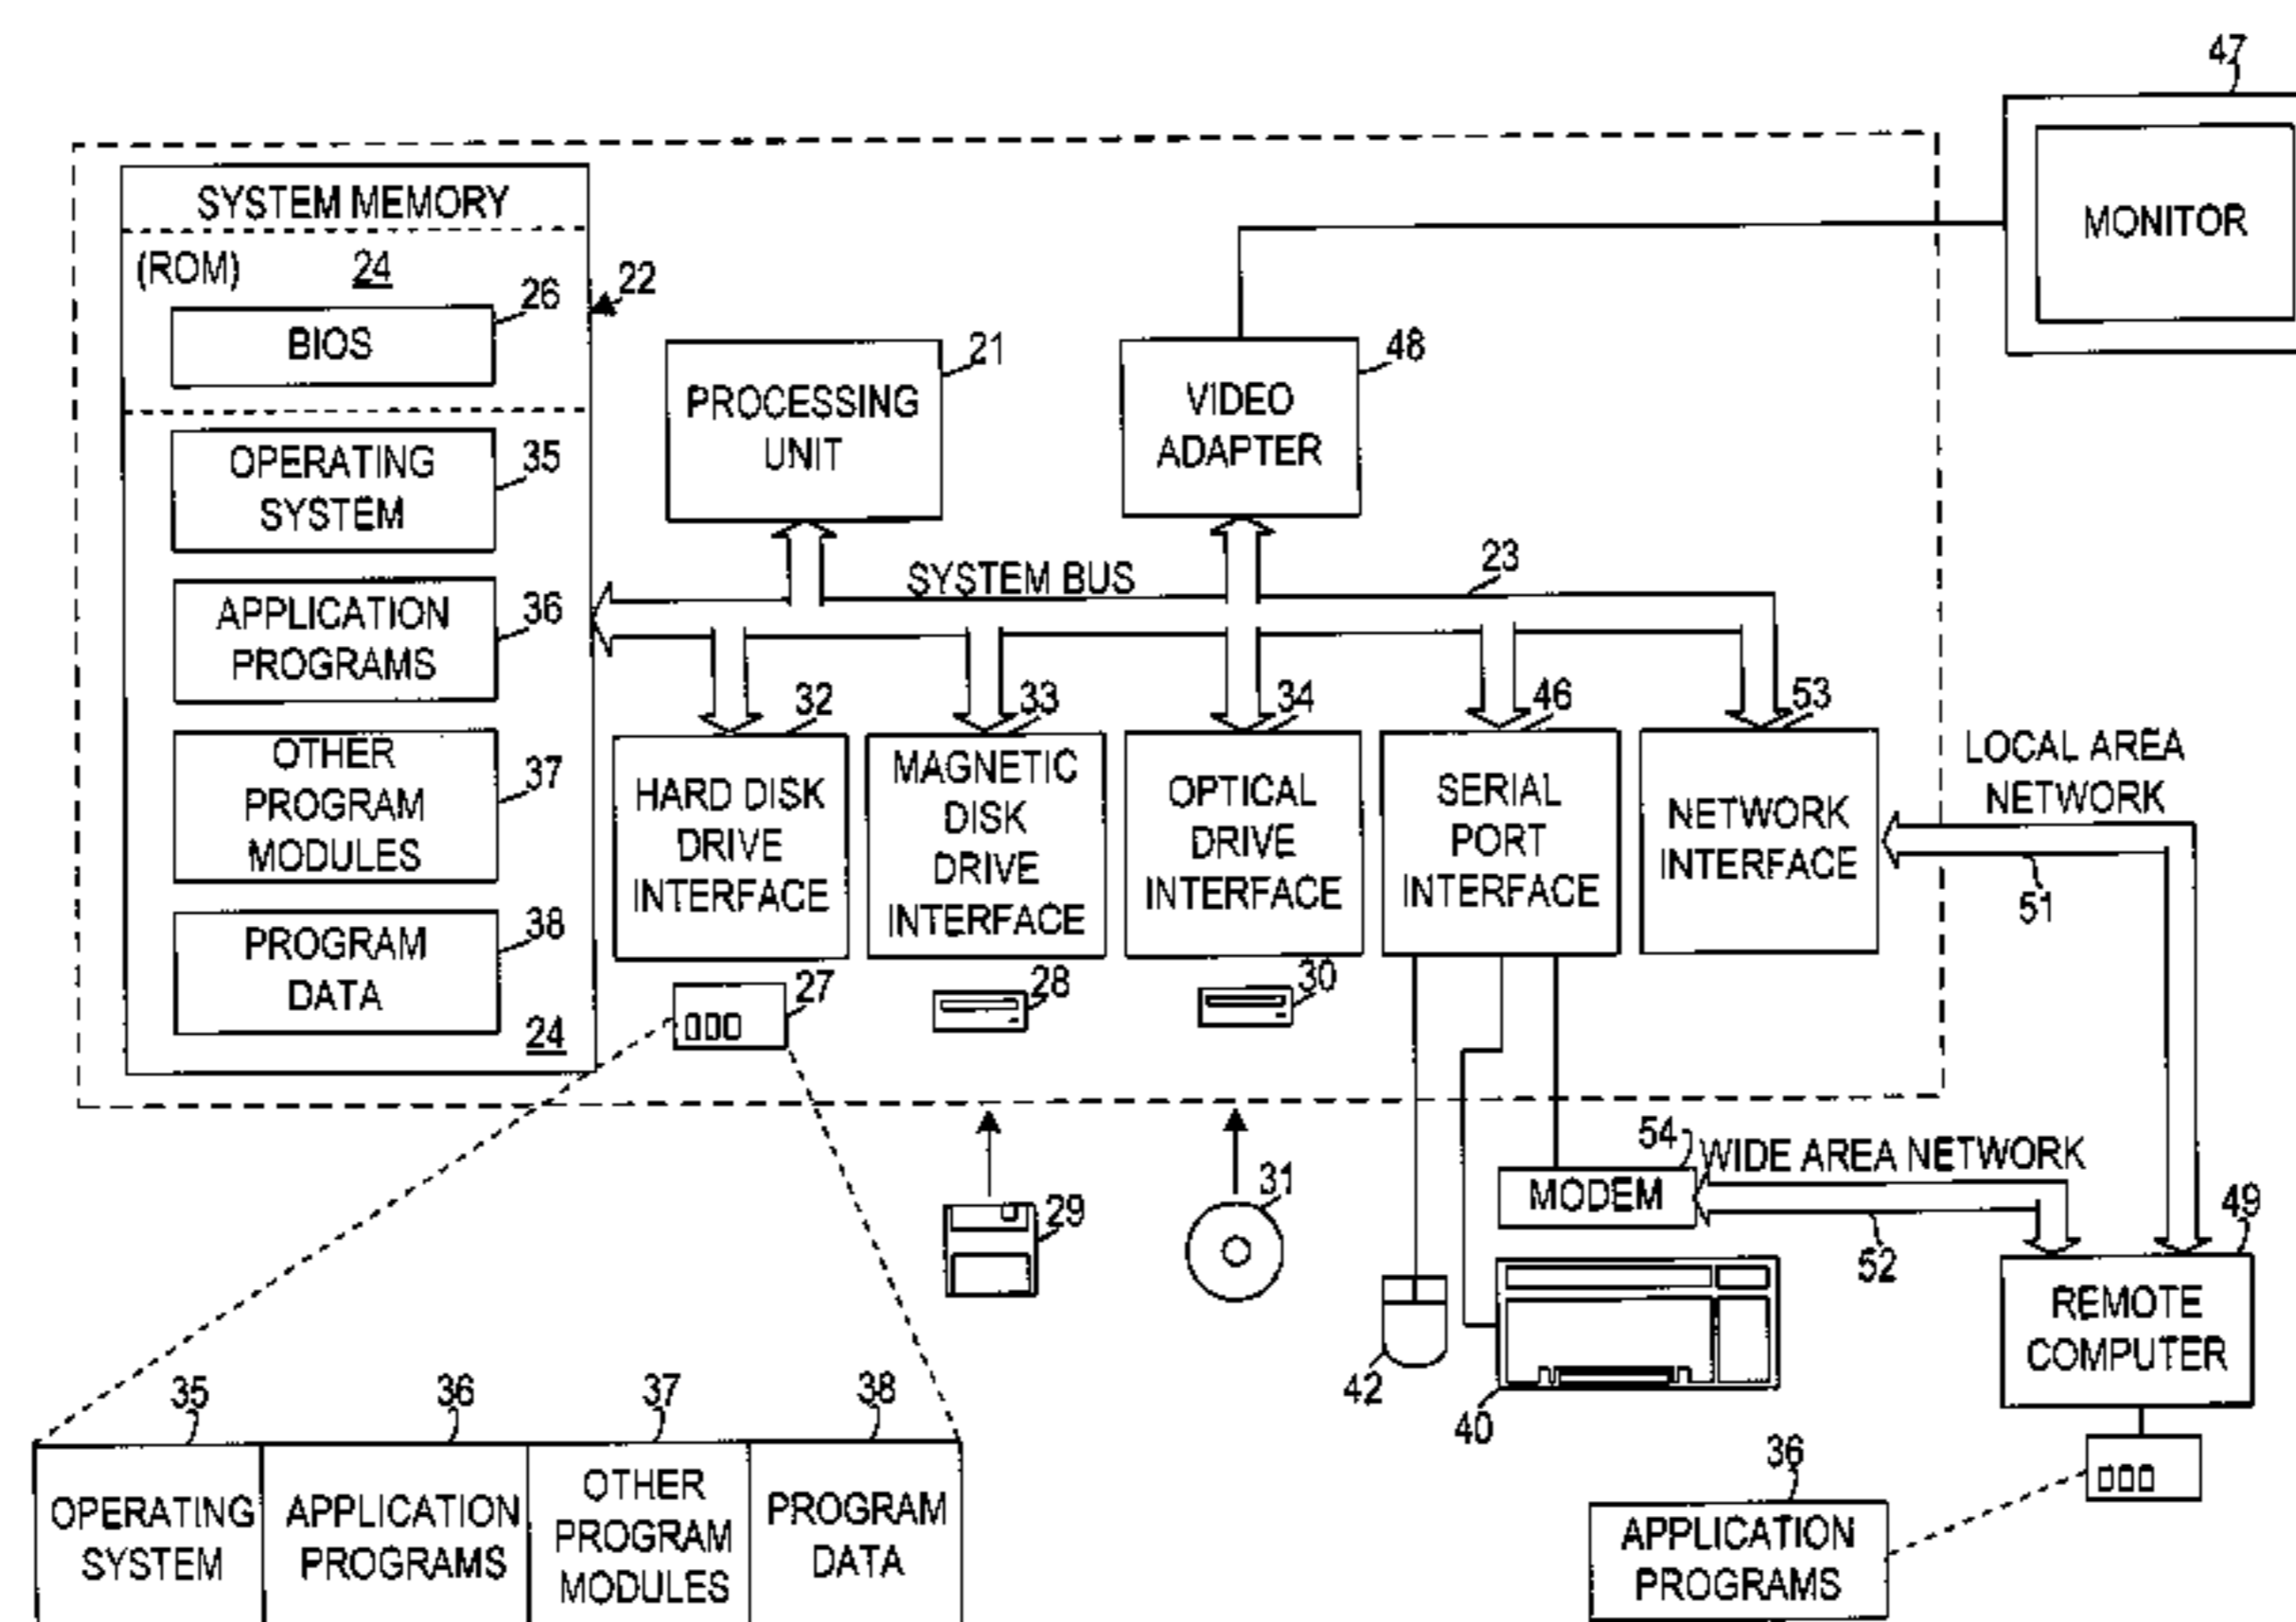 47
SYSTEM MEMORY
MONITOR
(ROM)
24
22
26
BIOS
21
48
PROCESSING
UNIT
VIDEO
ADAPTER
OPERATING
SYSTEM
35
SYSTEM BUS
23
APPLICATION
PROGRAMS
36
32
33
34
46
53
OTHER
PROGRAM
MODULES
37
HARD DISK
DRIVE
INTERFACE
MAGNETIC
DISK
DRIVE
INTERFACE
OPTICAL
DRIVE
INTERFACE
SERIAL
PORT
INTERFACE
NETWORK
INTERFACE
LOCAL AREA
NETWORK
51
PROGRAM
DATA
38
24
27
28
30
54
WIDE AREA NETWORK
MODEM
52
49
29
31
REMOTE
COMPUTER
42
40
35
36
37
38
OPERATING
SYSTEM
APPLICATION
PROGRAMS
OTHER
PROGRAM
MODULES
PROGRAM
DATA
36
APPLICATION
PROGRAMS